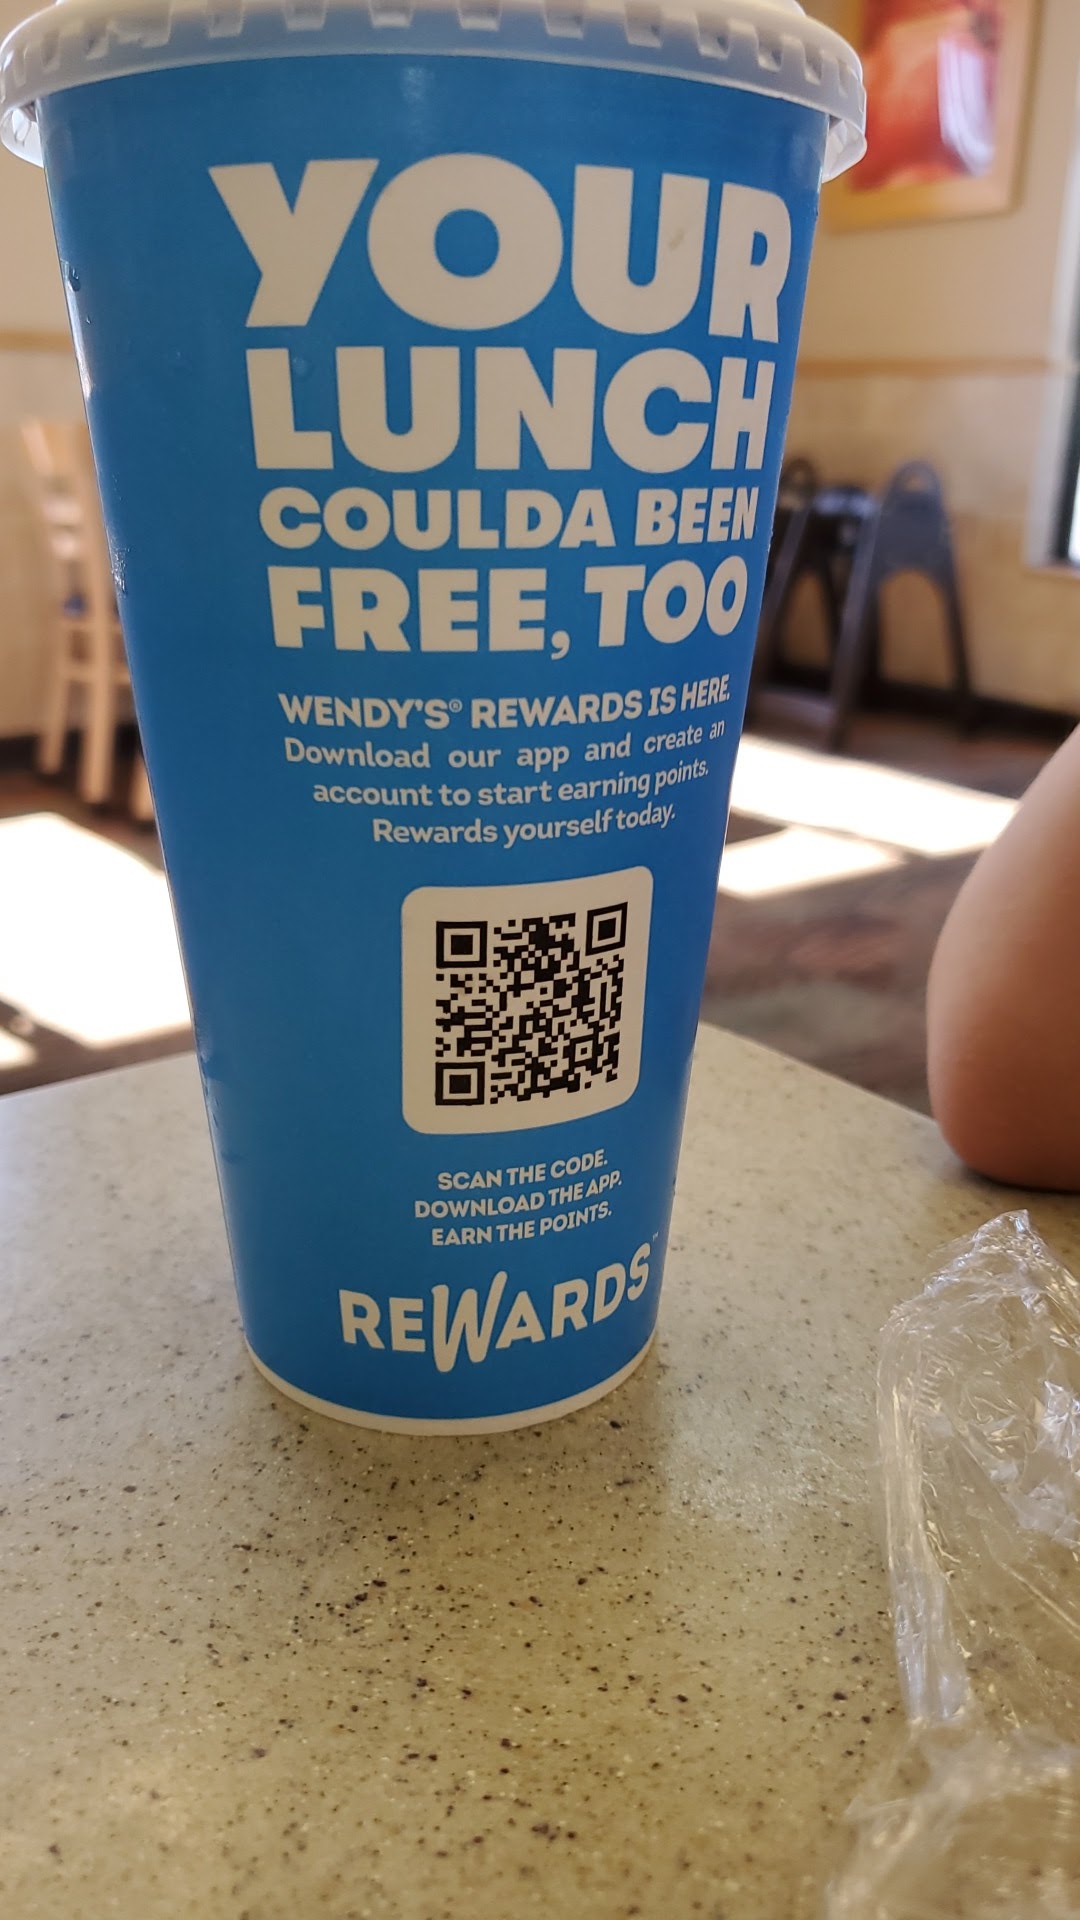 YOUR
LUNCH
COULDA BEEN
FREE, TOO
WENDY'S® REWARDS IS HERE.
Download our app and create an
account to start earning points.
Rewards yourself today.
SCAN THE CODE.
DOWNLOAD THE APP.
EARN THE POINTS.
REWARDS™